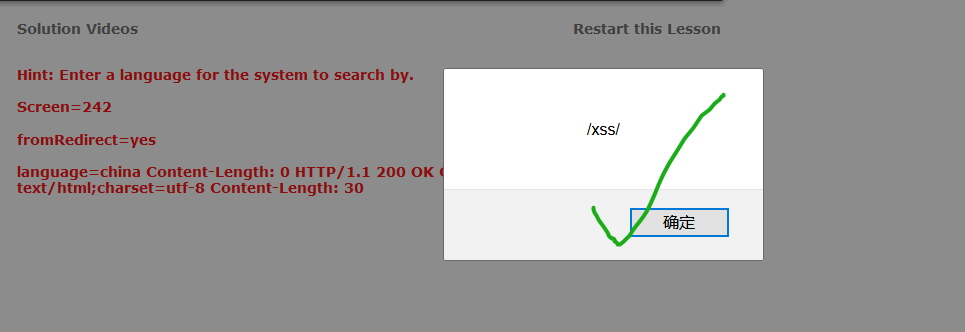 Solution Videos
Restart this Lesson
Hint: Enter a language for the system to search by.
Screen=242
fromRedirect=yes
language=china Content-Length: 0 HTTP/1.1 200 OK
text/html;charset=utf-8 Content-Length: 30
/xss/
确定